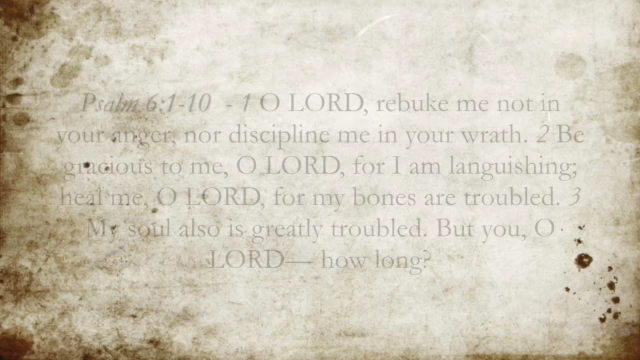 Psalm 6:1-10 - 1 O LORD, rebuke me not in
your anger, nor discipline me in your wrath. 2 Be
gracious to me, O LORD, for I am languishing;
heal me, O LORD, for my bones are troubled. 3
My soul also is greatly troubled. But you, O
LORD— how long?